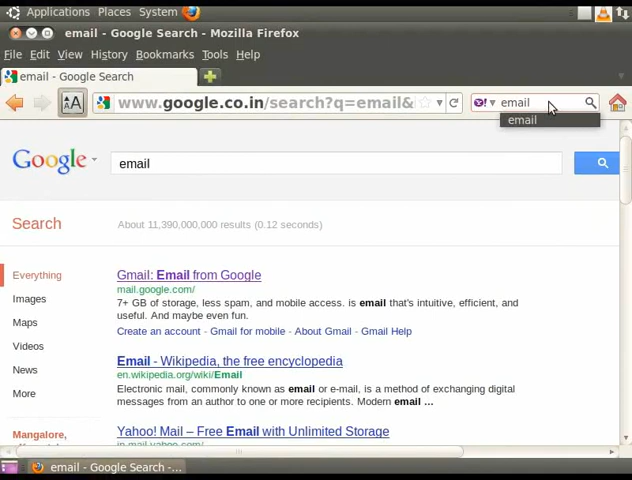 Applications Places System
email - Google Search - Mozilla Firefox
File Edit View History Bookmarks Tools Help
email - Google Search
www.google.co.in/search?q=email&
email
email
Google
email
Search
About 11,390,000,000 results (0.12 seconds)
Everything
Images
Maps
Videos
News
More
Mangalore,
Gmail: Email from Google
mail.google.com/
7+ GB of storage, less spam, and mobile access. is email that's intuitive, efficient, and
useful. And maybe even fun.
Create an account - Gmail for mobile - About Gmail - Gmail Help
Email - Wikipedia, the free encyclopedia
en.wikipedia.org/wiki/Email
Electronic mail, commonly known as email or e-mail, is a method of exchanging digital
messages from an author to one or more recipients. Modern email ...
Yahoo! Mail – Free Email with Unlimited Storage
in.mail.yahoo.com/
email - Google Search -...